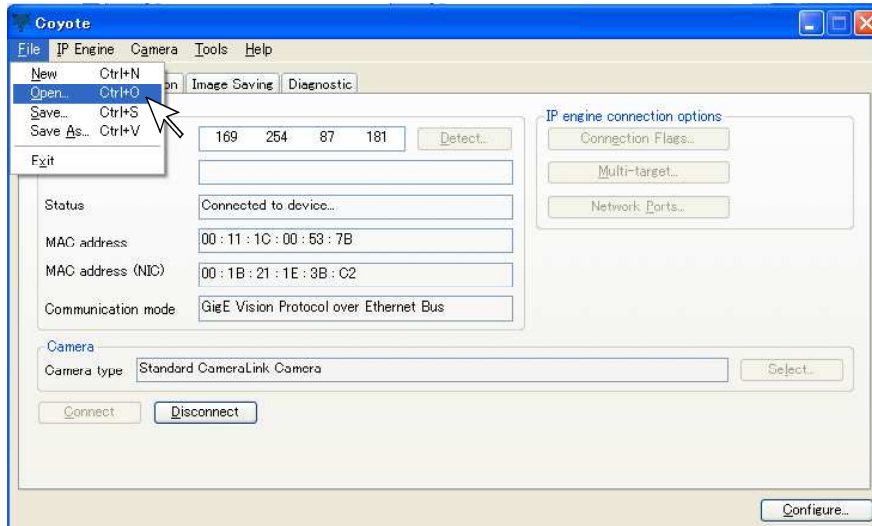 Coyote
File IP Engine Camera Tools Help
New Ctrl+N
Open... Ctrl+O
Save... Ctrl+S
Save As... Ctrl+V
Exit
on Image Saving Diagnostic
169 254 87 181 Detect...
Status Connected to device...
MAC address 00 : 11 : 1C : 00 : 53 : 7B
MAC address (NIC) 00 : 1B : 21 : 1E : 3B : C2
Communication mode GigE Vision Protocol over Ethernet Bus
IP engine connection options
Connection Flags...
Multi-target...
Network Ports...
Camera
Camera type Standard CameraLink Camera Select...
Connect Disconnect
Configure...